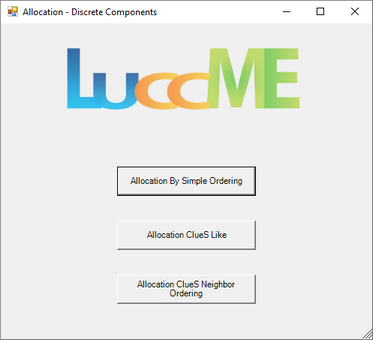 Allocation - Discrete Components
LuccME
Allocation By Simple Ordering
Allocation ClueS Like
Allocation ClueS Neighbor
Ordering